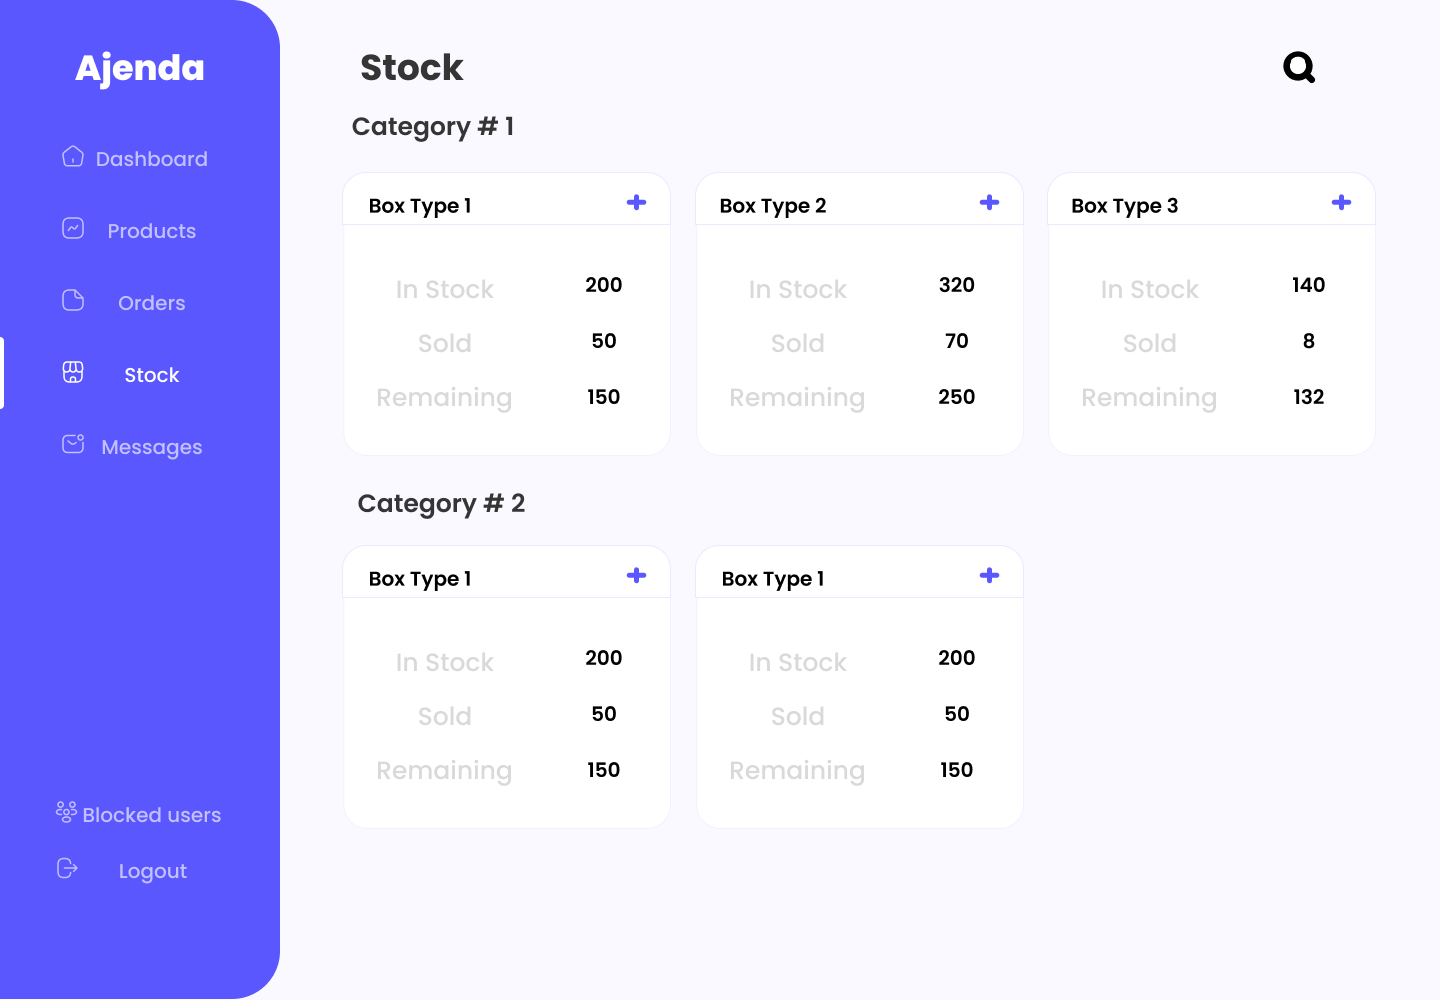 Ajenda
Dashboard
Products
Orders
Stock
Messages
Blocked users
Logout
Stock
Category # 1
Box Type 1
In Stock 200
Sold 50
Remaining 150
Box Type 2
In Stock 320
Sold 70
Remaining 250
Box Type 3
In Stock 140
Sold 8
Remaining 132
Category # 2
Box Type 1
In Stock 200
Sold 50
Remaining 150
Box Type 1
In Stock 200
Sold 50
Remaining 150